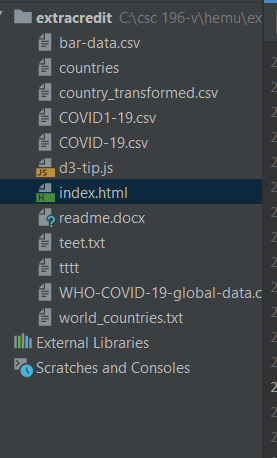 extracredit C:\csc 196-v\hemu\ex
bar-data.csv
countries
country_transformed.csv
COVID1-19.csv
COVID-19.csv
d3-tip.js
index.html
readme.docx
teet.txt
tttt
WHO-COVID-19-global-data.c
world_countries.txt
External Libraries
Scratches and Consoles